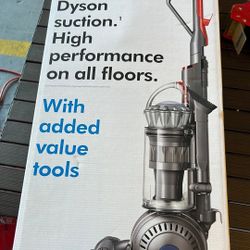 Dyson
suction.¹
High
performance
on all floors.
With
added
value
tools